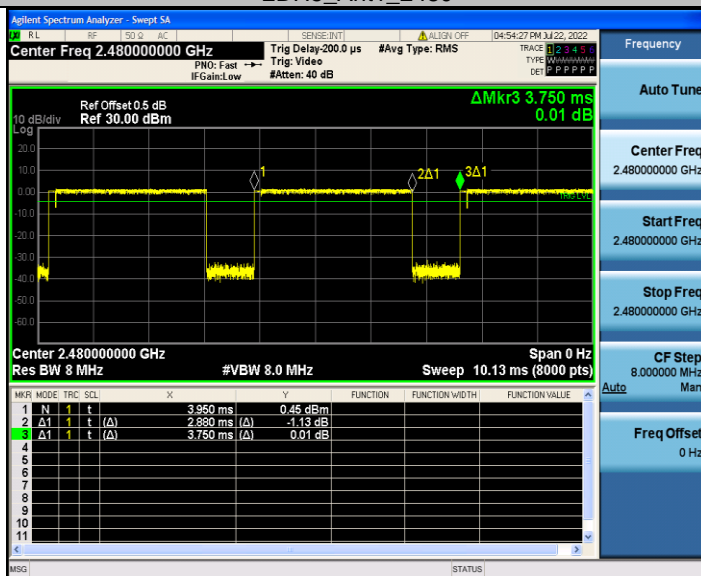 Agilent Spectrum Analyzer - Swept SA
RL RF 50 Ω AC SENSE:INT ALIGN OFF 04:54:27 PM Jul 22, 2022
Center Freq 2.480000000 GHz
PNO: Fast
IFGain:Low
Trig Delay-200.0 µs
Trig: Video
#Atten: 40 dB
#Avg Type: RMS
TRACE 1 2 3 4 5 6
TYPE
DET P P P P P P
Ref Offset 0.5 dB
10 dB/div Ref 30.00 dBm
Log
ΔMkr3 3.750 ms
0.01 dB
20.0
10.0
0.00
-10.0
-20.0
-30.0
-40.0
-50.0
-60.0
1
2Δ1
3Δ1
TRIG LVL
Center 2.480000000 GHz Span 0 Hz
Res BW 8 MHz #VBW 8.0 MHz Sweep 10.13 ms (8000 pts)
MKR MODE TRC SCL X Y FUNCTION FUNCTION WIDTH FUNCTION VALUE
1 N 1 t 3.950 ms 0.45 dBm
2 Δ1 1 t (Δ) 2.880 ms (Δ) -1.13 dB
3 Δ1 1 t (Δ) 3.750 ms (Δ) 0.01 dB
4
5
6
7
8
9
10
11
MSG STATUS
Frequency
Auto Tune
Center Freq
2.480000000 GHz
Start Freq
2.480000000 GHz
Stop Freq
2.480000000 GHz
CF Step
8.000000 MHz
Auto Man
Freq Offset
0 Hz